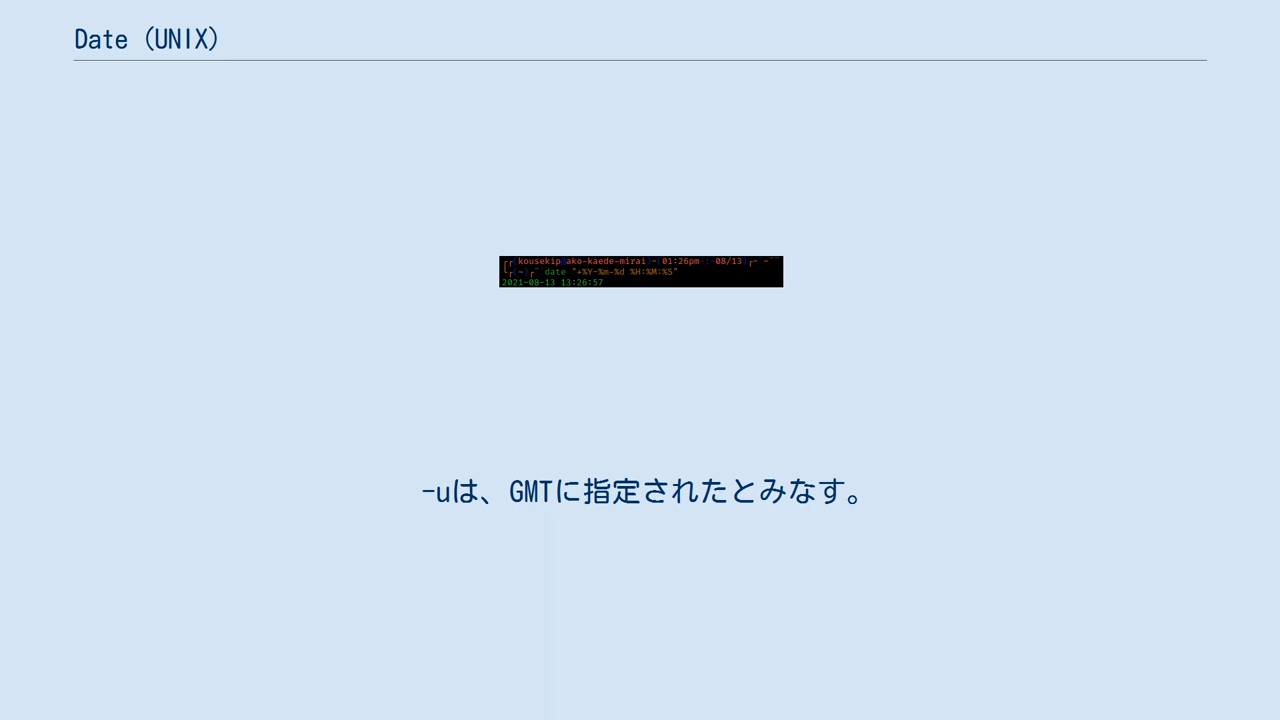 Date (UNIX)
┌┌(kousekip@ako-kaede-mirai)-(01:26pm-:-08/13)┌- -¯¯
└┌(~)┌¯ date "+%Y-%m-%d %H:%M:%S"
2021-08-13 13:26:57
-uは、GMTに指定されたとみなす。